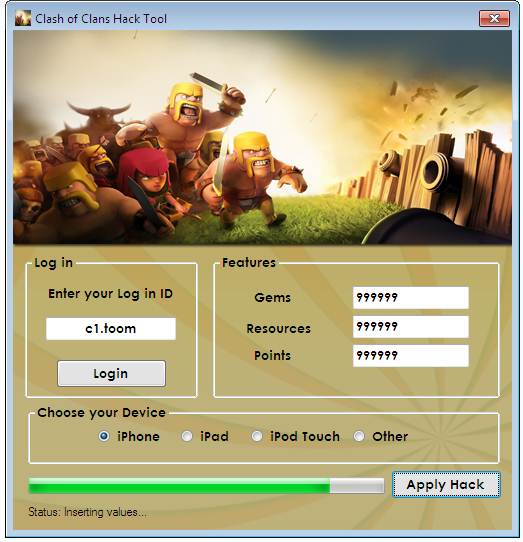 Clash of Clans Hack Tool
Log in
Enter your Log in ID
c1.toom
Login
Features
Gems 999999
Resources 999999
Points 999999
Choose your Device
iPhone iPad iPod Touch Other
Apply Hack
Status: Inserting values...